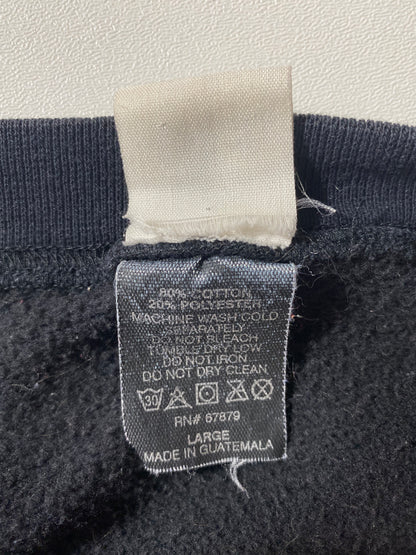 80% COTTON
20% POLYESTER
MACHINE WASH COLD
SEPARATELY
DO NOT BLEACH
TUMBLE DRY LOW
DO NOT IRON
DO NOT DRY CLEAN
30
RN# 67879
LARGE
MADE IN GUATEMALA